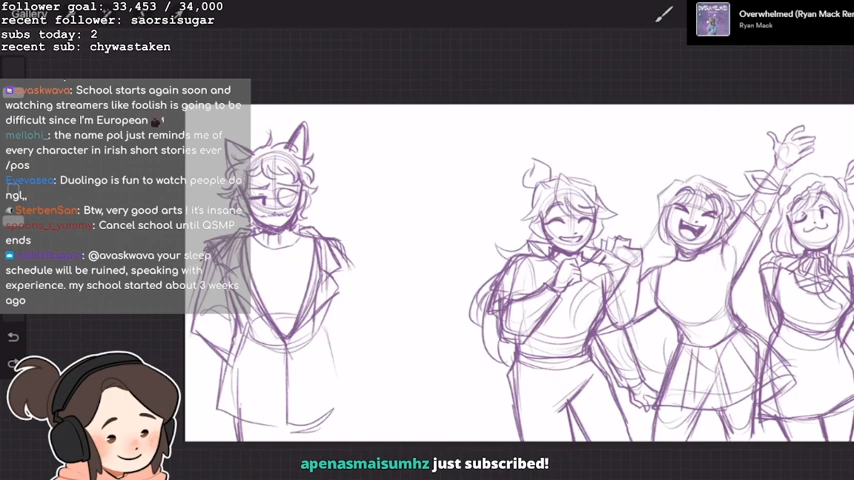 follower goal: 33,453 / 34,000
Gallery
recent follower: saorsisugar
subs today: 2
recent sub: chywastaken
Overwhelmed (Ryan Mack Rem
Ryan Mack
avaskwava: School starts again soon and
watching streamers like foolish is going to be
difficult since I'm European
mellohi_: the name pol just reminds me of
every character in irish short stories ever
/pos
Eyevasea: Duolingo is fun to watch people do
ngl,,
SterbenSan: Btw, very good arts ! it's insane
Cancel school until QSMP
ends
: @avaskwava your sleep
schedule will be ruined, speaking with
experience. my school started about 3 weeks
ago
apenasmaisumhz just subscribed!